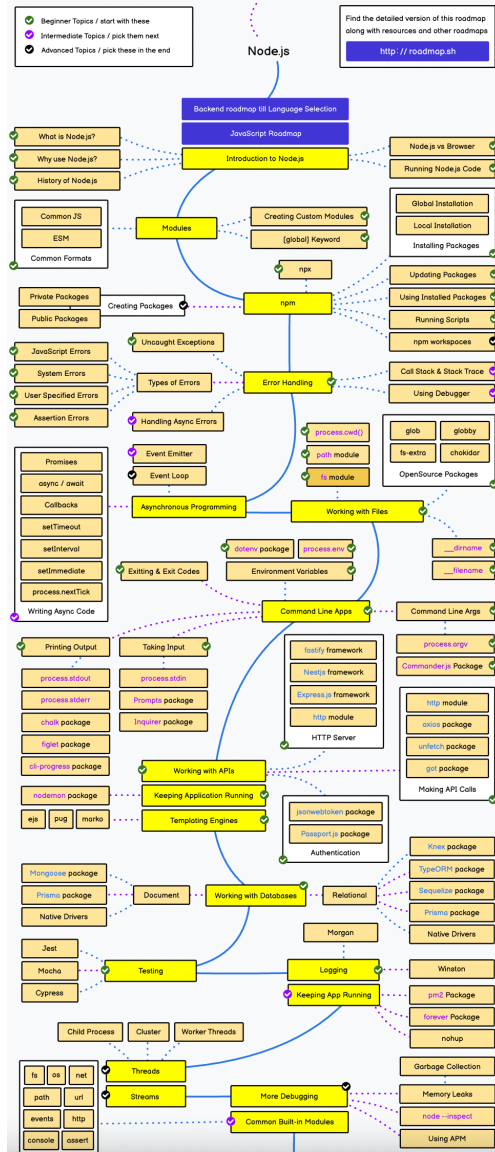 Beginner Topics / start with these
Intermediate Topics / pick them next
Advanced Topics / pick these in the end
Node.js
Find the detailed version of this roadmap
along with resources and other roadmaps
http:// roadmap.sh
Backend roadmap till Language Selection
JavaScript Roadmap
Introduction to Node.js
What is Node.js?
Why use Node.js?
History of Node.js
Node.js vs Browser
Running Node.js Code
Common JS
ESM
Common Formats
Modules
Creating Custom Modules
[global] Keyword
Global Installation
Local Installation
Installing Packages
npx
npm
Private Packages
Public Packages
Creating Packages
Updating Packages
Using Installed Packages
Running Scripts
npm workspaces
Uncaught Exceptions
JavaScript Errors
System Errors
User Specified Errors
Assertion Errors
Types of Errors
Error Handling
Handling Async Errors
Call Stack & Stack Trace
Using Debugger
Event Emitter
Event Loop
Asynchronous Programming
Promises
async / await
Callbacks
setTimeout
setInterval
setImmediate
process.nextTick
Writing Async Code
process.cwd()
path module
fs module
Working with Files
glob
globby
fs-extra
chokidar
OpenSource Packages
__dirname
__filename
dotenv package
process.env
Exitting & Exit Codes
Environment Variables
Command Line Apps
Command Line Args
process.argv
Commander.js Package
Printing Output
process.stdout
process.stderr
chalk package
figlet package
cli-progress package
Taking Input
process.stdin
Prompts package
Inquirer package
fastify framework
Nestjs framework
Express.js framework
http module
HTTP Server
http module
axios package
unfetch package
got package
Making API Calls
Working with APIs
Keeping Application Running
Templating Engines
nodemon package
ejs
pug
marko
jsonwebtoken package
Passport.js package
Authentication
Mongoose package
Prisma package
Native Drivers
Document
Working with Databases
Relational
Knex package
TypeORM package
Sequelize package
Prisma package
Native Drivers
Jest
Mocha
Cypress
Testing
Morgan
Logging
Winston
Keeping App Running
pm2 Package
forever Package
nohup
Child Process
Cluster
Worker Threads
Threads
Streams
More Debugging
Common Built-in Modules
Garbage Collection
Memory Leaks
node --inspect
Using APM
fs
os
net
path
url
events
http
console
assert